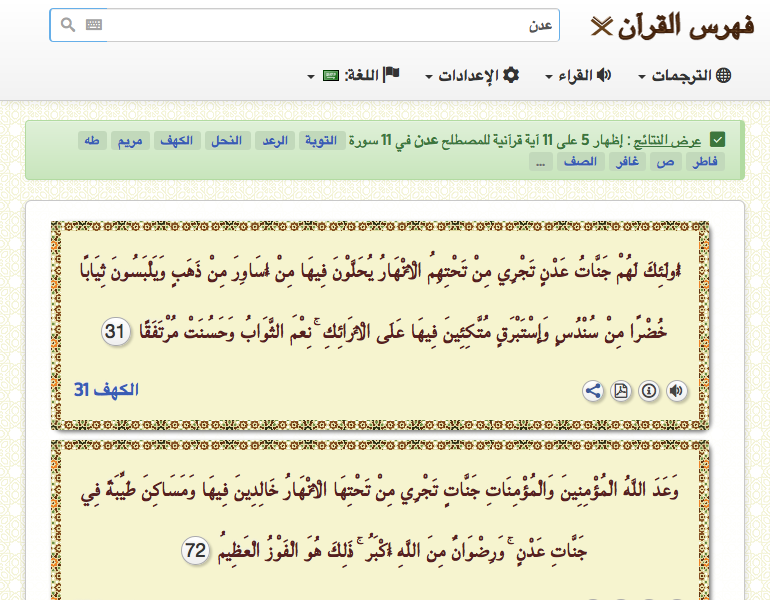 فهرس القرآن
عدن
الترجمات
القراء
الإعدادات
اللغة:
عرض النتائج : إظهار 5 على 11 آية قرآنية للمصطلح عدن في 11 سورة التوبة الرعد النحل الكهف مريم طه
فاطر ص غافر الصف ...
أُولَئِكَ لَهُمْ جَنَّاتُ عَدْنٍ تَجْرِي مِنْ تَحْتِهِمُ الْأَنْهَارُ يُحَلَّوْنَ فِيهَا مِنْ أَسَاوِرَ مِنْ ذَهَبٍ وَيَلْبَسُونَ ثِيَابًا
خُضْرًا مِنْ سُنْدُسٍ وَإِسْتَبْرَقٍ مُتَّكِئِينَ فِيهَا عَلَى الْأَرَائِكِ ۚ نِعْمَ الثَّوَابُ وَحَسُنَتْ مُرْتَفَقًا 31
الكهف 31
وَعَدَ اللَّهُ الْمُؤْمِنِينَ وَالْمُؤْمِنَاتِ جَنَّاتٍ تَجْرِي مِنْ تَحْتِهَا الْأَنْهَارُ خَالِدِينَ فِيهَا وَمَسَاكِنَ طَيِّبَةً فِي
جَنَّاتِ عَدْنٍ ۚ وَرِضْوَانٌ مِنَ اللَّهِ أَكْبَرُ ۚ ذَلِكَ هُوَ الْفَوْزُ الْعَظِيمُ 72